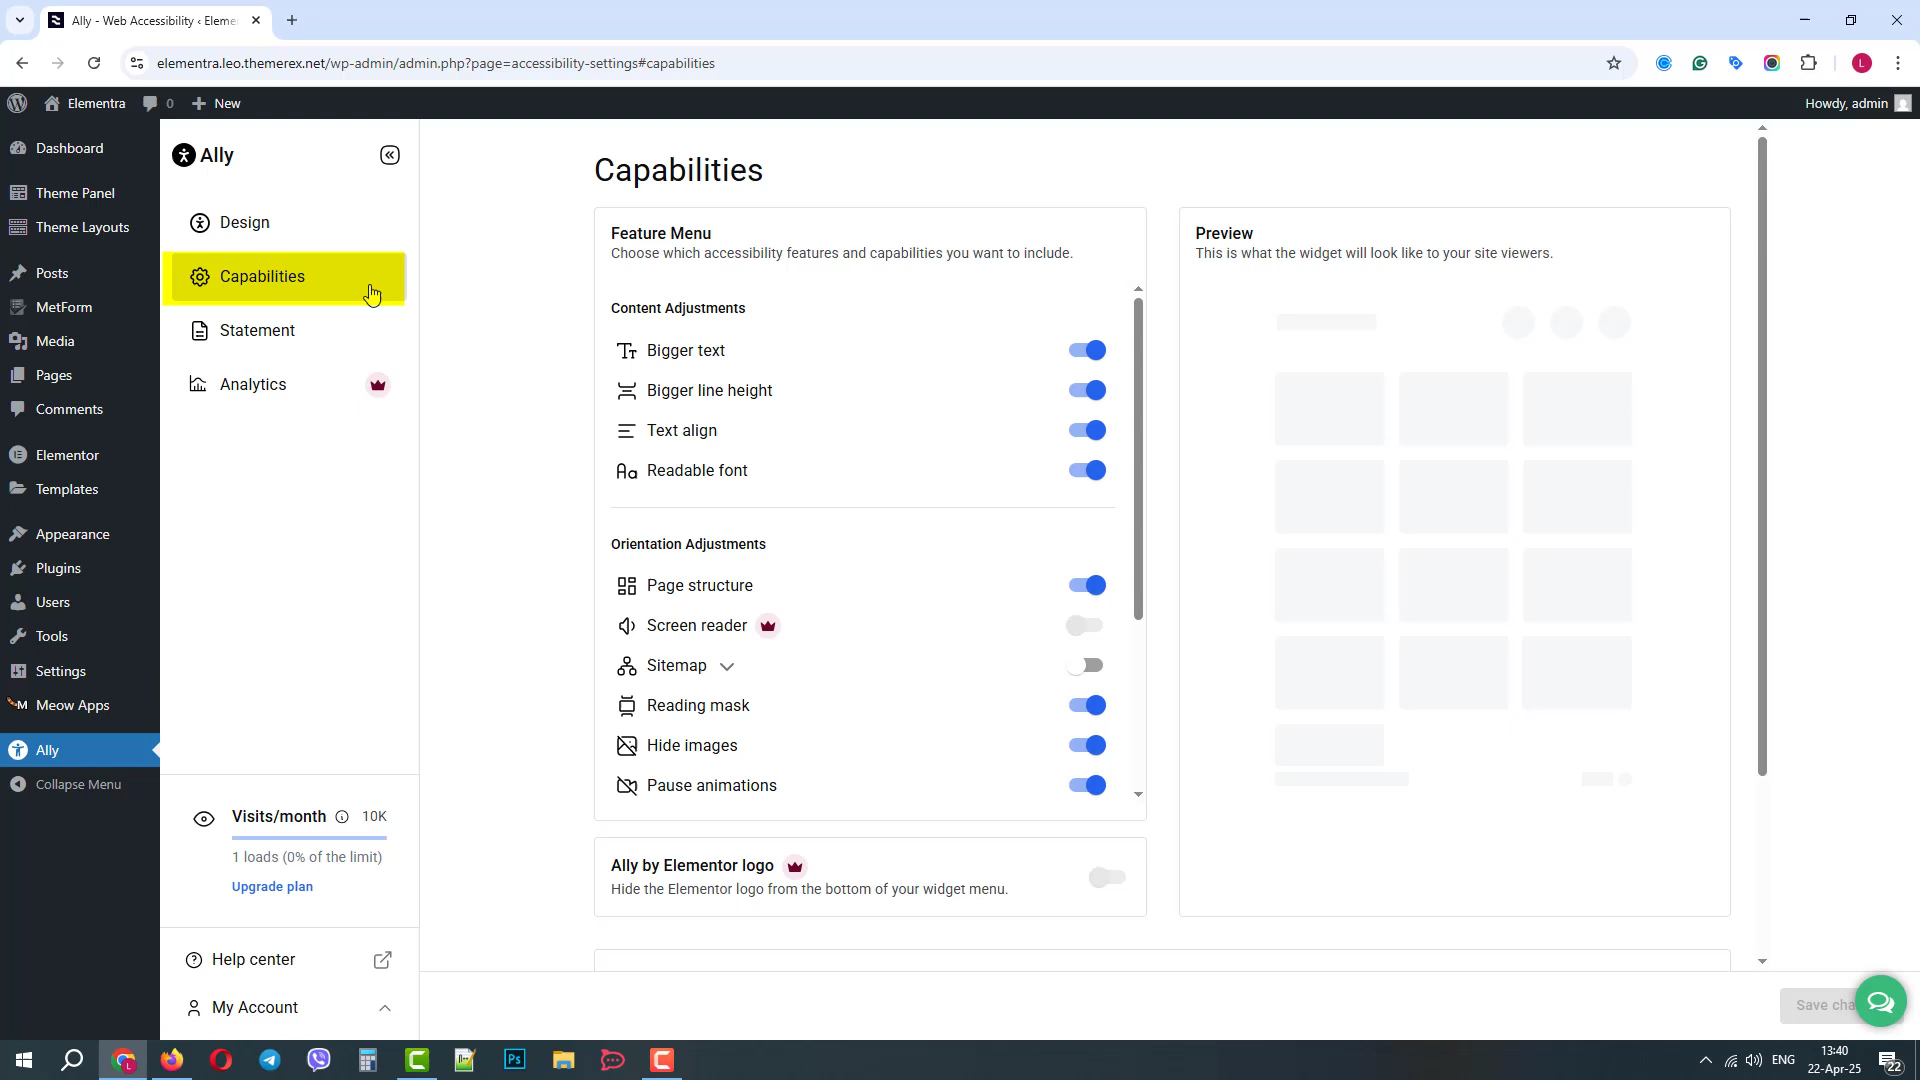 Ally - Web Accessibility ‹ Eleme
elementra.leo.themerex.net/wp-admin/admin.php?page=accessibility-settings#capabilities
L
Elementra
0
New
Howdy, admin
Dashboard
Theme Panel
Theme Layouts
Posts
MetForm
Media
Pages
Comments
Elementor
Templates
Appearance
Plugins
Users
Tools
Settings
Meow Apps
Ally
Collapse Menu
Ally
Design
Capabilities
Statement
Analytics
Visits/month
10K
1 loads (0% of the limit)
Upgrade plan
Help center
My Account
Capabilities
Feature Menu
Choose which accessibility features and capabilities you want to include.
Content Adjustments
Bigger text
Bigger line height
Text align
Readable font
Orientation Adjustments
Page structure
Screen reader
Sitemap
Reading mask
Hide images
Pause animations
Ally by Elementor logo
Hide the Elementor logo from the bottom of your widget menu.
Preview
This is what the widget will look like to your site viewers.
Save cha
Ps
ENG
13:40
22-Apr-25
22